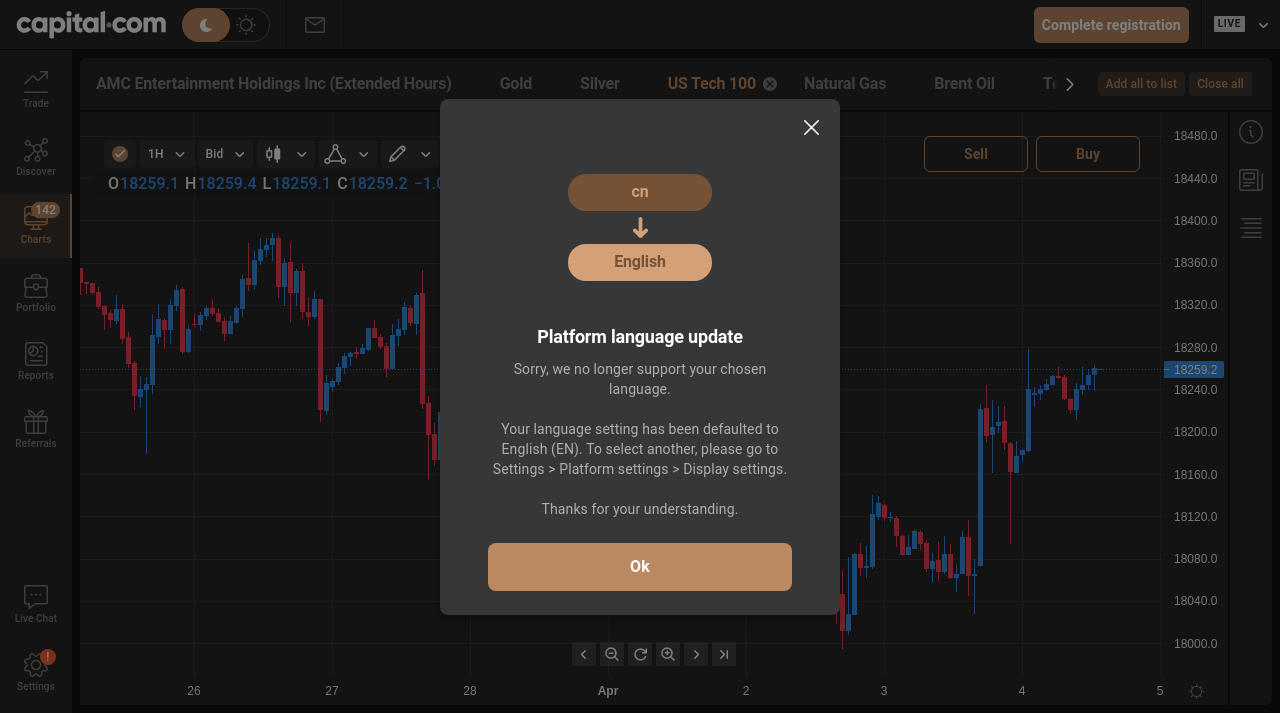 capital.com
Complete registration
LIVE
AMC Entertainment Holdings Inc (Extended Hours)
Gold
Silver
US Tech 100
Natural Gas
Brent Oil
Add all to list
Close all
Trade
Discover
142
Charts
Portfolio
Reports
Referrals
Live Chat
!
Settings
1H
Bid
O18259.1 H18259.4 L18259.1 C18259.2 −1.0
Sell
Buy
cn
English
Platform language update
Sorry, we no longer support your chosen
language.
Your language setting has been defaulted to
English (EN). To select another, please go to
Settings > Platform settings > Display settings.
Thanks for your understanding.
Ok
18480.0
18440.0
18400.0
18360.0
18320.0
18280.0
18259.2
18240.0
18200.0
18160.0
18120.0
18080.0
18040.0
18000.0
26
27
28
Apr
2
3
4
5